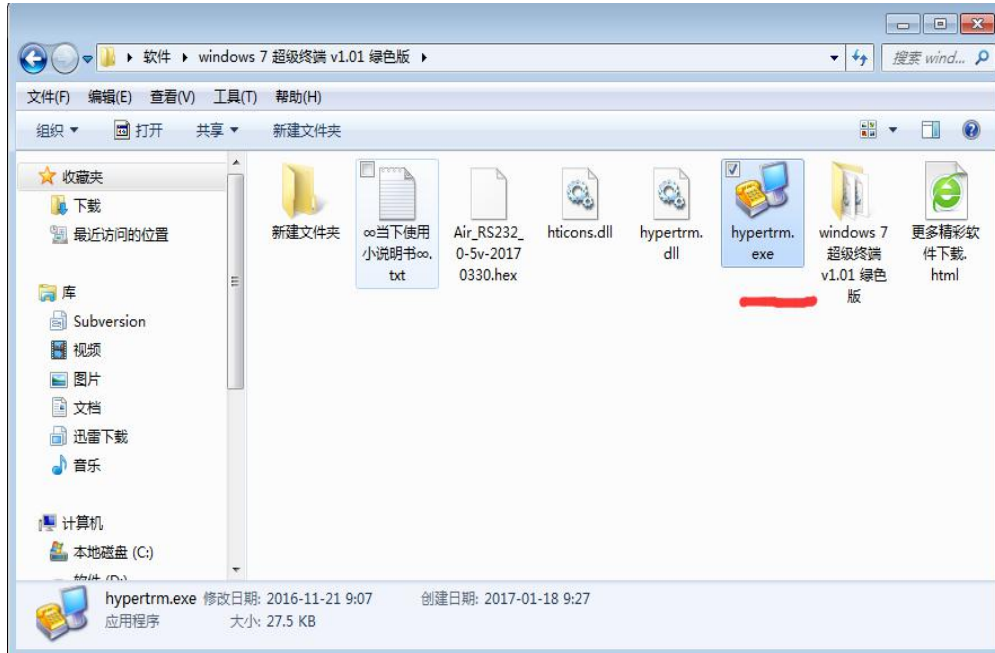 软件 ▸ windows 7 超级终端 v1.01 绿色版 ▸
搜索 wind...
文件(F) 编辑(E) 查看(V) 工具(T) 帮助(H)
组织 打开 共享 新建文件夹
收藏夹
下载
最近访问的位置
库
Subversion
视频
图片
文档
迅雷下载
音乐
计算机
本地磁盘 (C:)
软件 (D:)
新建文件夹
∞当下使用
小说明书∞.
txt
Air_RS232_
0-5v-2017
0330.hex
hticons.dll
hypertrm.
dll
hypertrm.
exe
windows 7
超级终端
v1.01 绿色
版
更多精彩软
件下载.
html
hypertrm.exe 修改日期: 2016-11-21 9:07 创建日期: 2017-01-18 9:27
应用程序 大小: 27.5 KB